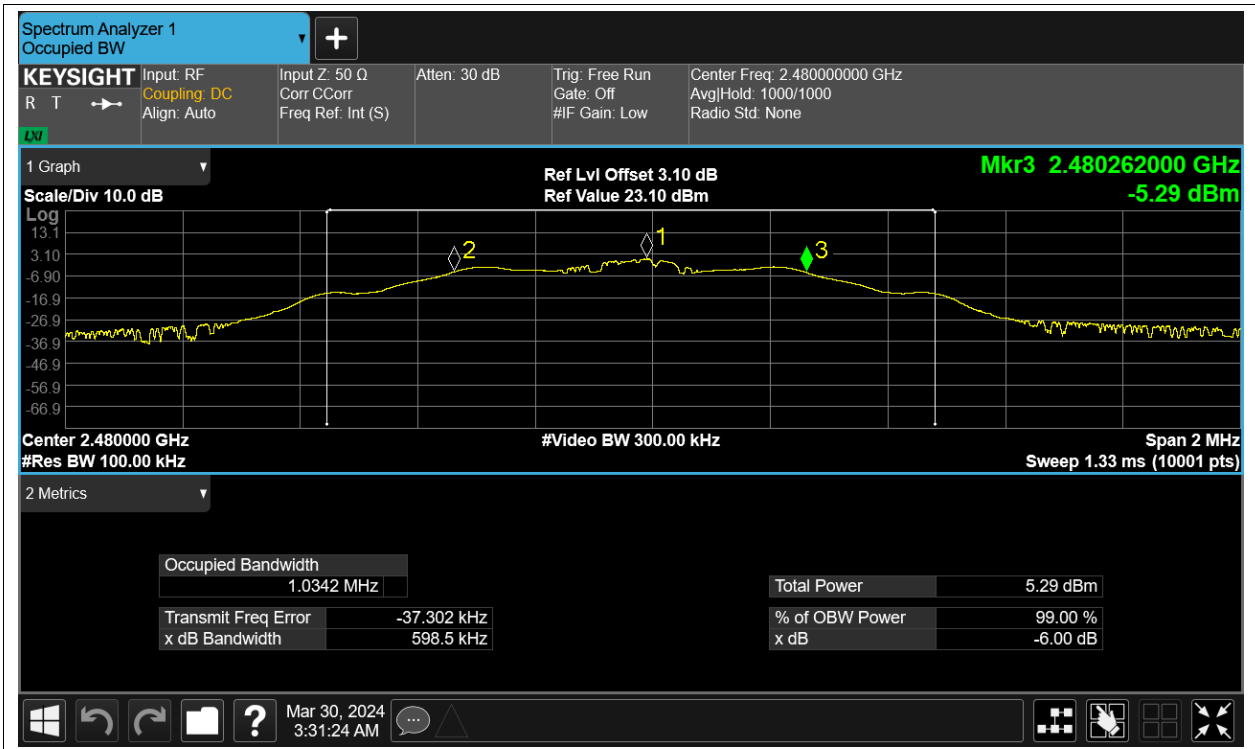 Spectrum Analyzer 1
Occupied BW
KEYSIGHT
R T
LXI
Input: RF
Coupling: DC
Align: Auto
Input Z: 50 Ω
Corr CCorr
Freq Ref: Int (S)
Atten: 30 dB
Trig: Free Run
Gate: Off
#IF Gain: Low
Center Freq: 2.480000000 GHz
Avg|Hold: 1000/1000
Radio Std: None
1 Graph
Scale/Div 10.0 dB
Ref Lvl Offset 3.10 dB
Ref Value 23.10 dBm
Mkr3 2.480262000 GHz
-5.29 dBm
Log
13.1
3.10
-6.90
-16.9
-26.9
-36.9
-46.9
-56.9
-66.9
2
1
3
Center 2.480000 GHz
#Res BW 100.00 kHz
#Video BW 300.00 kHz
Span 2 MHz
Sweep 1.33 ms (10001 pts)
2 Metrics
Occupied Bandwidth
1.0342 MHz
Transmit Freq Error -37.302 kHz
x dB Bandwidth 598.5 kHz
Total Power 5.29 dBm
% of OBW Power 99.00 %
x dB -6.00 dB
?
Mar 30, 2024
3:31:24 AM